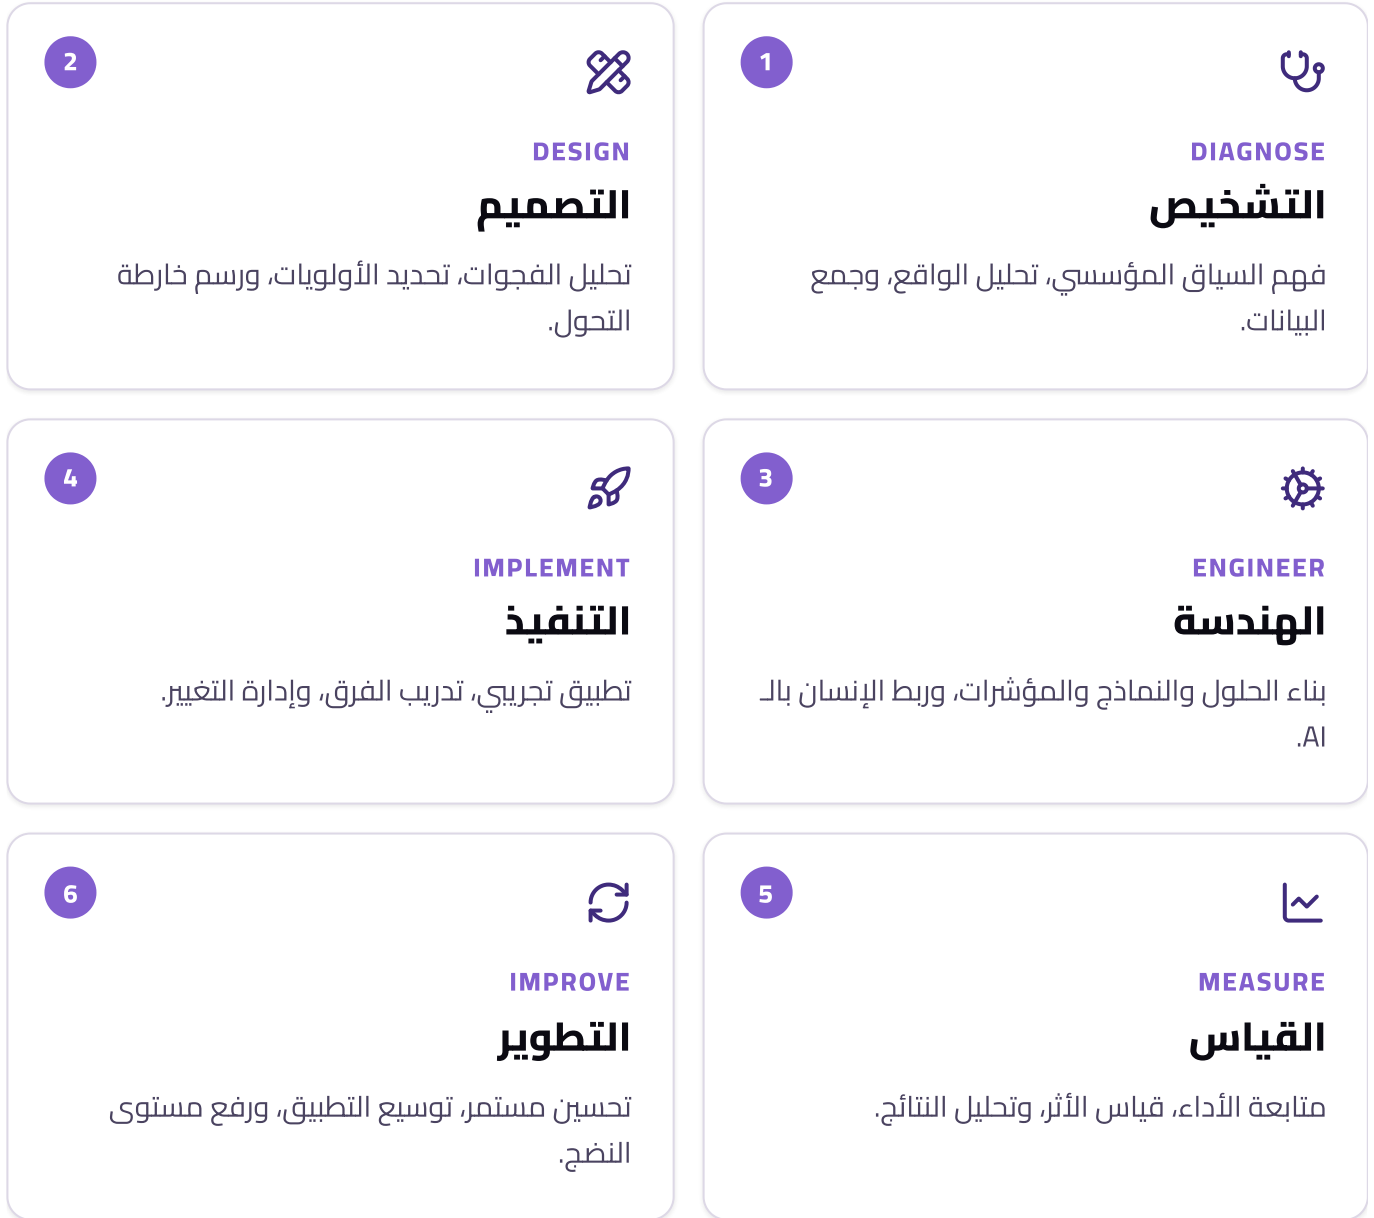 1
DIAGNOSE
التشخيص
فهم السياق المؤسسي، تحليل الواقع، وجمع
البيانات.
2
DESIGN
التصميم
تحليل الفجوات، تحديد الأولويات، ورسم خارطة
التحول.
3
ENGINEER
الهندسة
بناء الحلول والنماذج والمؤشرات، وربط الإنسان بالـ
AI.
4
IMPLEMENT
التنفيذ
تطبيق تجريبي، تدريب الفرق، وإدارة التغيير.
5
MEASURE
القياس
متابعة الأداء، قياس الأثر، وتحليل النتائج.
6
IMPROVE
التطوير
تحسين مستمر، توسيع التطبيق، ورفع مستوى
النضج.